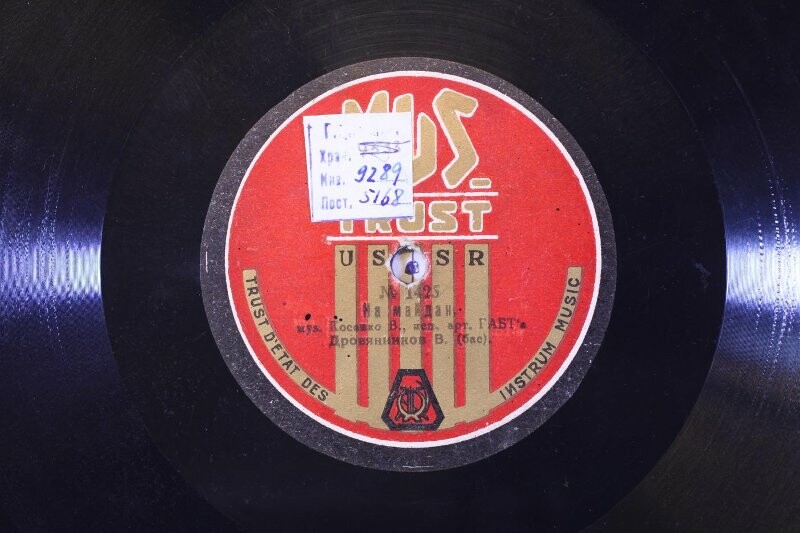 MUS-
TRUST
USSR
Хран.
Инв. 9289
Пост. 5168
№ 1425
На майдан.
муз. Косенко В., исп. арт. ГАБТ'а
Дровянников В. (бас).
TRUST D'ETAT DES
INSTRUM MUSIC